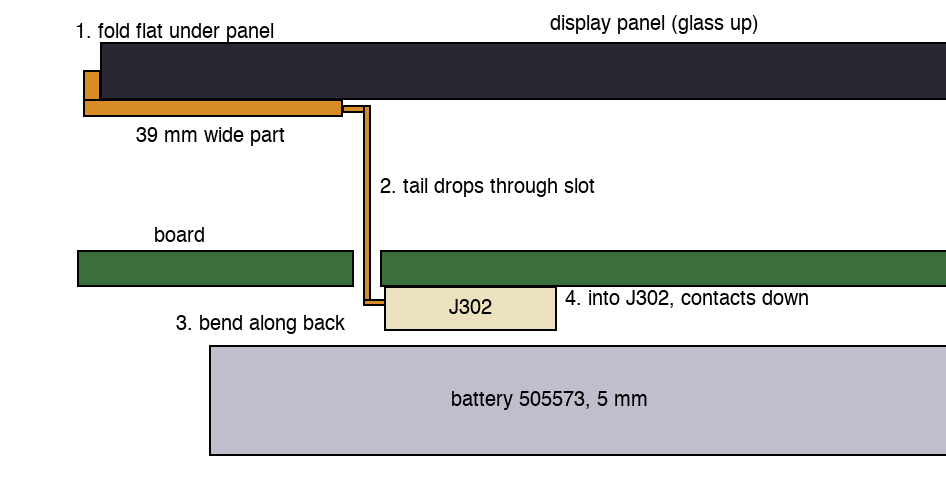 display panel (glass up)
1. fold flat under panel
39 mm wide part
2. tail drops through slot
board
4. into J302, contacts down
J302
3. bend along back
battery 505573, 5 mm